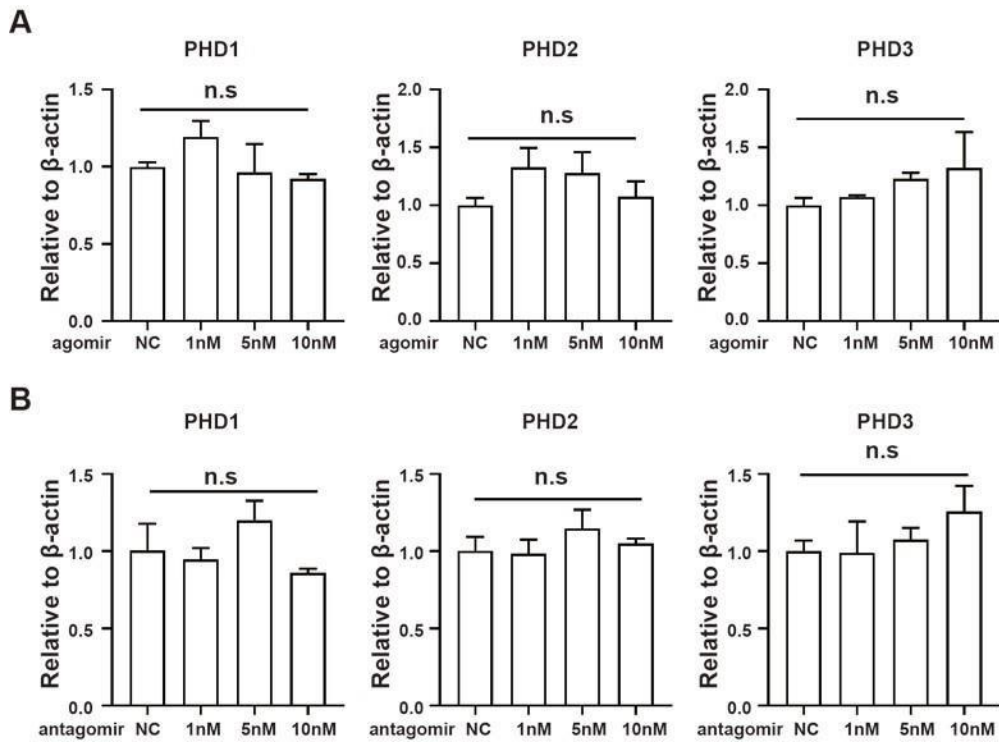 A
PHD1
Relative to β-actin
1.5
1.0
0.5
0.0
n.s
agomir NC 1nM 5nM 10nM
PHD2
Relative to β-actin
2.0
1.5
1.0
0.5
0.0
n.s
agomir NC 1nM 5nM 10nM
PHD3
Relative to β-actin
2.0
1.5
1.0
0.5
0.0
n.s
agomir NC 1nM 5nM 10nM
B
PHD1
Relative to β-actin
1.5
1.0
0.5
0.0
n.s
antagomir NC 1nM 5nM 10nM
PHD2
Relative to β-actin
1.5
1.0
0.5
0.0
n.s
antagomir NC 1nM 5nM 10nM
PHD3
Relative to β-actin
1.5
1.0
0.5
0.0
n.s
antagomir NC 1nM 5nM 10nM